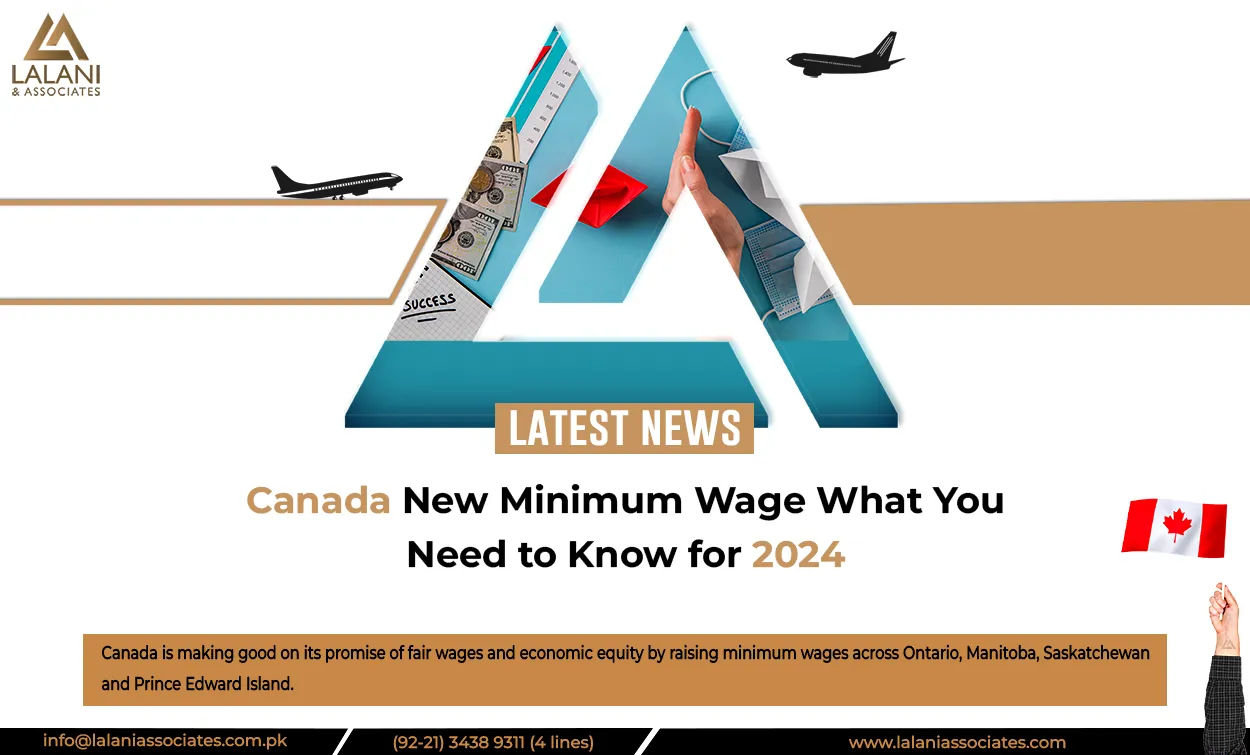 LALANI
& ASSOCIATES
SUCCESS
LATEST NEWS
Canada New Minimum Wage What You
Need to Know for 2024
Canada is making good on its promise of fair wages and economic equity by raising minimum wages across Ontario, Manitoba, Saskatchewan
and Prince Edward Island.
info@lalaniassociates.com.pk
(92-21) 3438 9311 (4 lines)
www.lalaniassociates.com